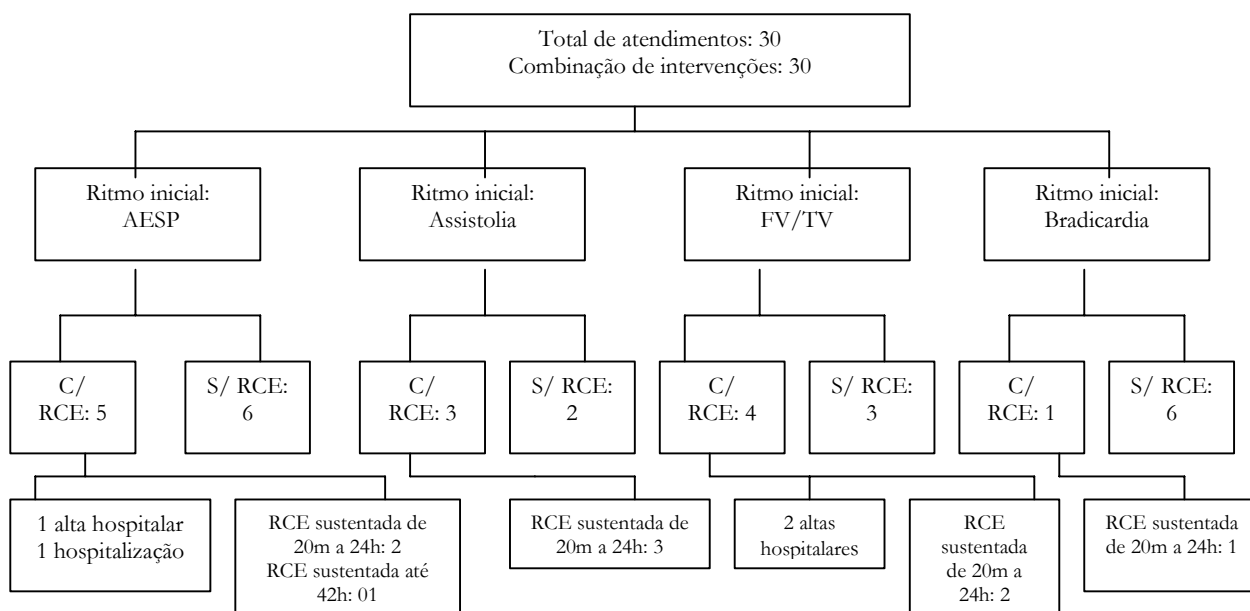 Total de atendimentos: 30
Combinação de intervenções: 30
Ritmo inicial:
AESP
Ritmo inicial:
Assistolia
Ritmo inicial:
FV/TV
Ritmo inicial:
Bradicardia
C/
RCE: 5
S/ RCE:
6
C/
RCE: 3
S/ RCE:
2
C/
RCE: 4
S/ RCE:
3
C/
RCE: 1
S/ RCE:
6
1 alta hospitalar
1 hospitalização
RCE sustentada de
20m a 24h: 2
RCE sustentada até
42h: 01
RCE sustentada de
20m a 24h: 3
2 altas
hospitalares
RCE
sustentada
de 20m a
24h: 2
RCE sustentada
de 20m a 24h: 1